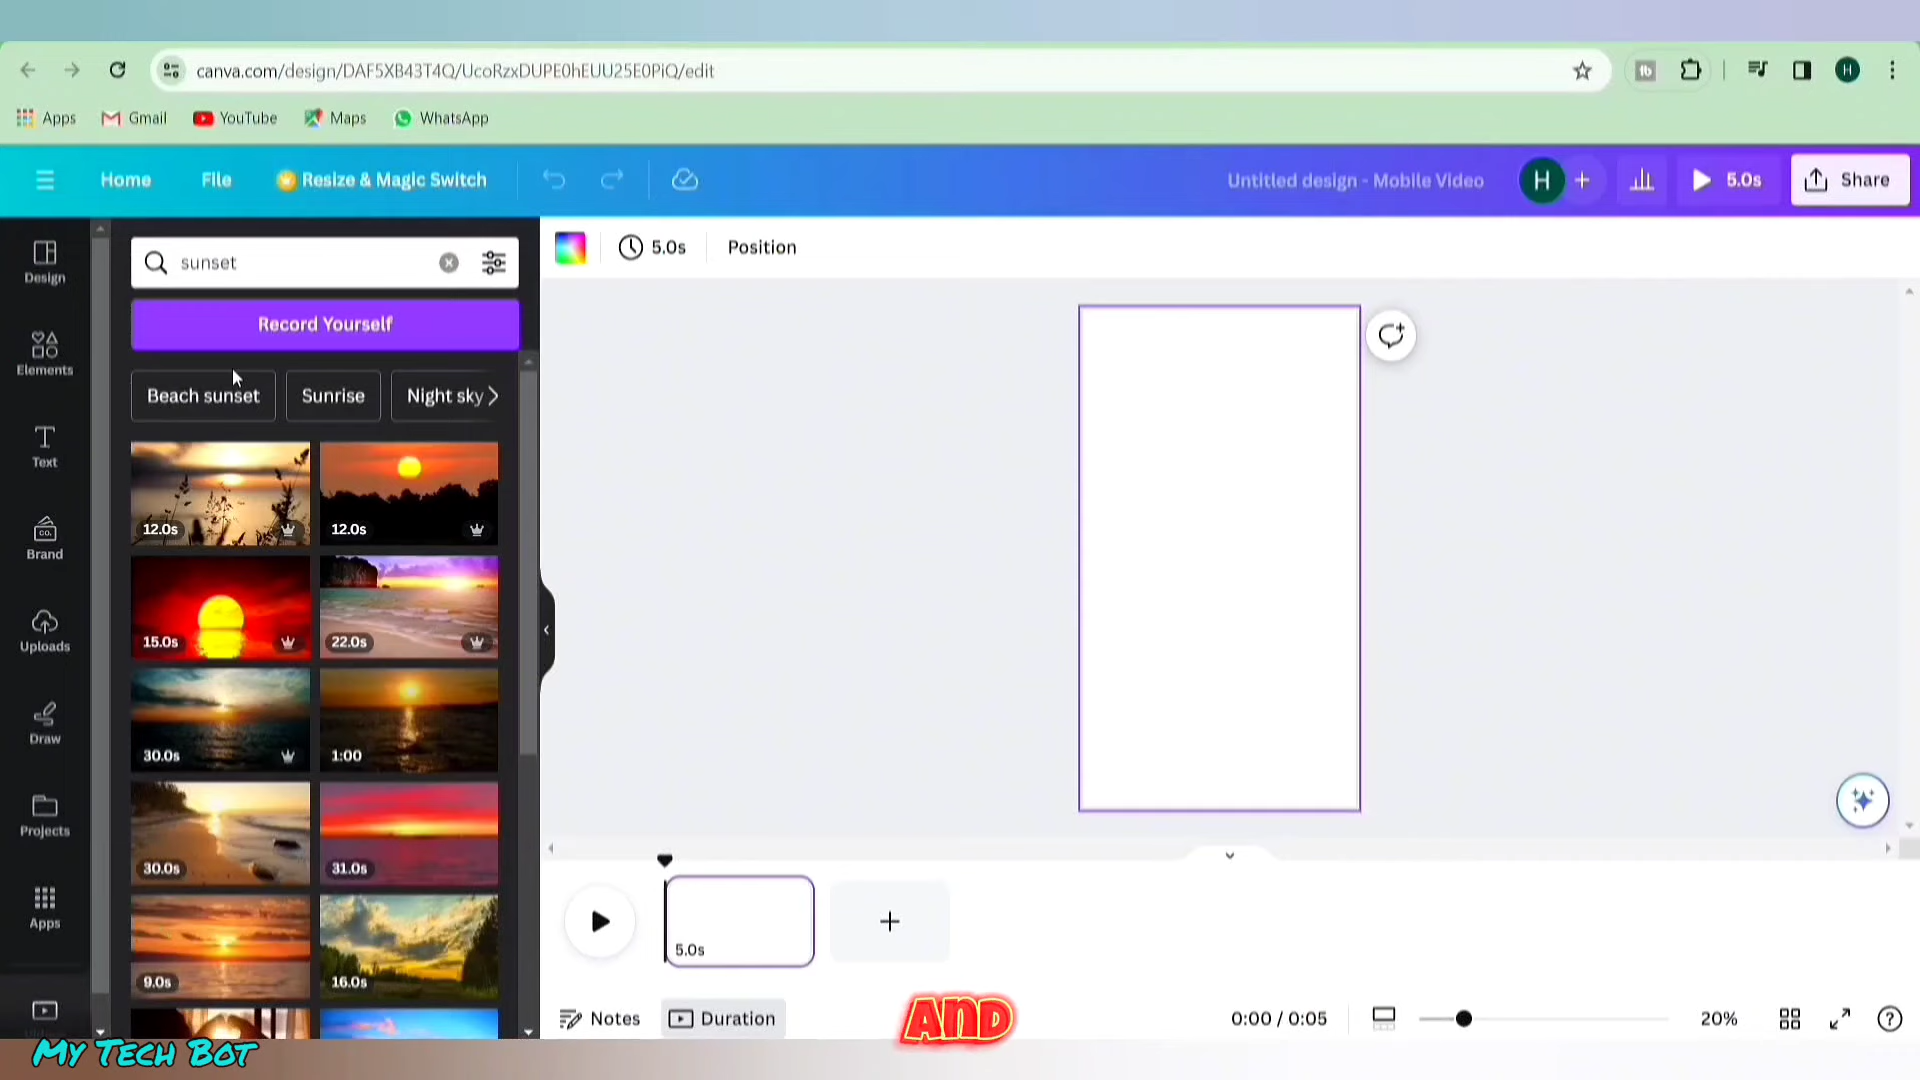 canva.com/design/DAF5XB43T4Q/UcoRzxDUPE0hEUU25E0PiQ/edit
tb
H
Apps
Gmail
YouTube
Maps
WhatsApp
Home
File
Resize & Magic Switch
Untitled design - Mobile Video
H
5.0s
Share
Design
Elements
Text
CO.
Brand
Uploads
Draw
Projects
Apps
sunset
Record Yourself
Beach sunset
Sunrise
Night sky
12.0s
12.0s
15.0s
22.0s
30.0s
1:00
30.0s
31.0s
9.0s
16.0s
5.0s
Position
5.0s
Notes
Duration
AND
0:00 / 0:05
20%
My Tech Bot